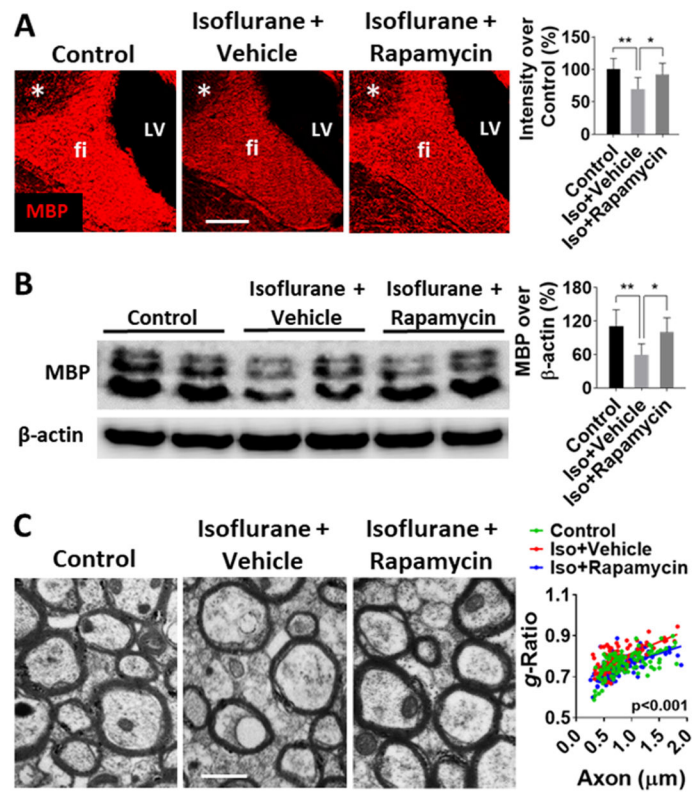 A
Control
Isoflurane +
Vehicle
Isoflurane +
Rapamycin
*
fi
LV
MBP
*
fi
LV
*
fi
LV
Intensity over
Control (%)
150
100
50
0
**
*
Control
Iso+Vehicle
Iso+Rapamycin
B
Control
Isoflurane +
Vehicle
Isoflurane +
Rapamycin
MBP
β-actin
MBP over
β-actin (%)
180
120
60
0
**
*
Control
Iso+Vehicle
Iso+Rapamycin
C
Control
Isoflurane +
Vehicle
Isoflurane +
Rapamycin
Control
Iso+Vehicle
Iso+Rapamycin
g-Ratio
1.1
0.9
0.7
0.5
p<0.001
0.0
0.5
1.0
1.5
2.0
Axon (μm)